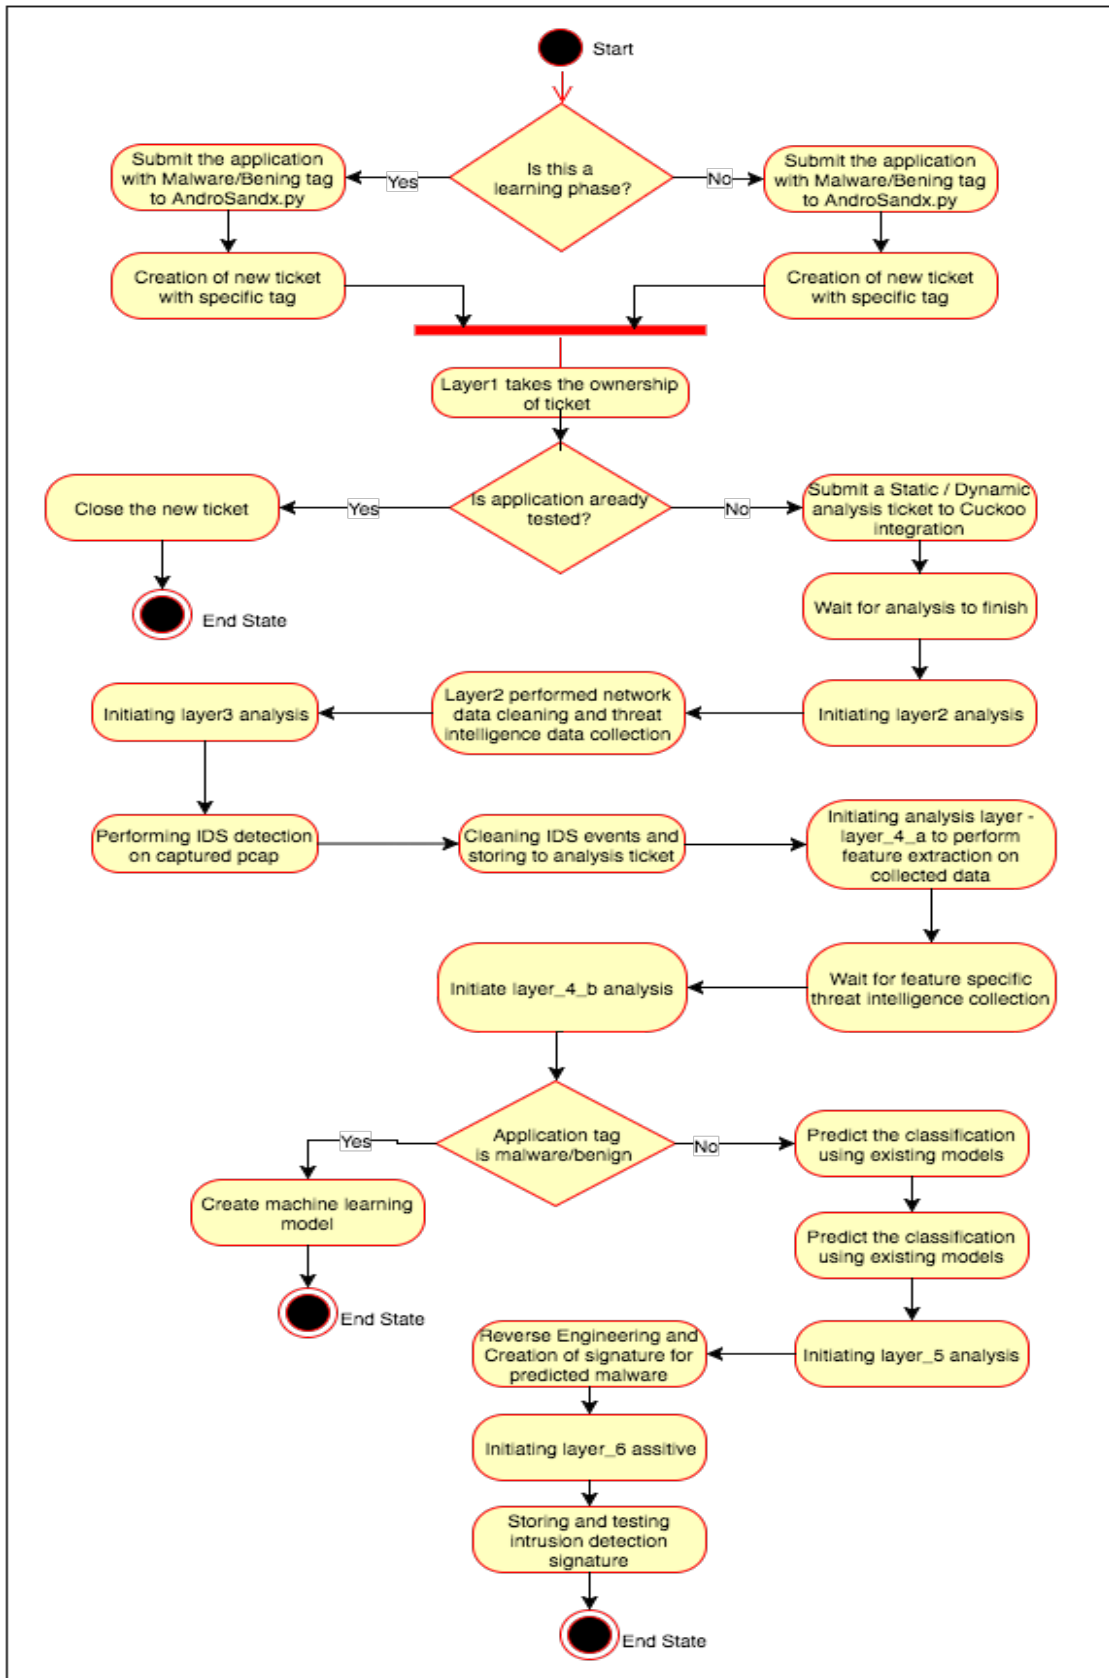 Start
Is this a
learning phase?
Yes
No
Submit the application
with Malware/Bening tag
to AndroSandx.py
Submit the application
with Malware/Bening tag
to AndroSandx.py
Creation of new ticket
with specific tag
Creation of new ticket
with specific tag
Layer1 takes the ownership
of ticket
Is application aready
tested?
Yes
No
Close the new ticket
End State
Submit a Static / Dynamic
analysis ticket to Cuckoo
integration
Wait for analysis to finish
Initiating layer2 analysis
Layer2 performed network
data cleaning and threat
intelligence data collection
Initiating layer3 analysis
Performing IDS detection
on captured pcap
Cleaning IDS events and
storing to analysis ticket
Initiating analysis layer -
layer_4_a to perform
feature extraction on
collected data
Wait for feature specific
threat intelligence collection
Initiate layer_4_b analysis
Application tag
is malware/benign
Yes
No
Create machine learning
model
End State
Predict the classification
using existing models
Predict the classification
using existing models
Initiating layer_5 analysis
Reverse Engineering and
Creation of signature for
predicted malware
Initiating layer_6 assitive
Storing and testing
intrusion detection
signature
End State